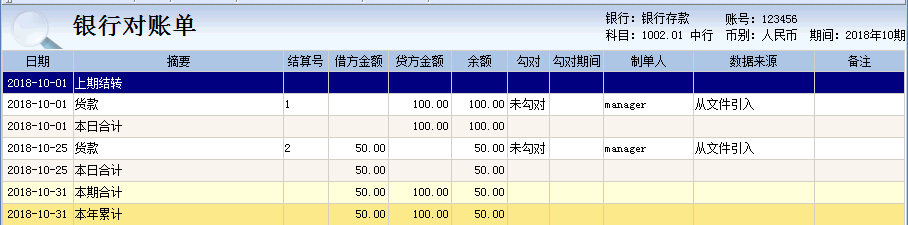 银行对账单
银行：银行存款 账号：123456
科目：1002.01 中行 币别：人民币 期间：2018年10期
日期 摘要 结算号 借方金额 贷方金额 余额 勾对 勾对期间 制单人 数据来源 备注
2018-10-01 上期结转
2018-10-01 货款 1 100.00 100.00 未勾对 manager 从文件引入
2018-10-01 本日合计 100.00 100.00
2018-10-25 货款 2 50.00 50.00 未勾对 manager 从文件引入
2018-10-25 本日合计 50.00 50.00
2018-10-31 本期合计 50.00 100.00 50.00
2018-10-31 本年累计 50.00 100.00 50.00